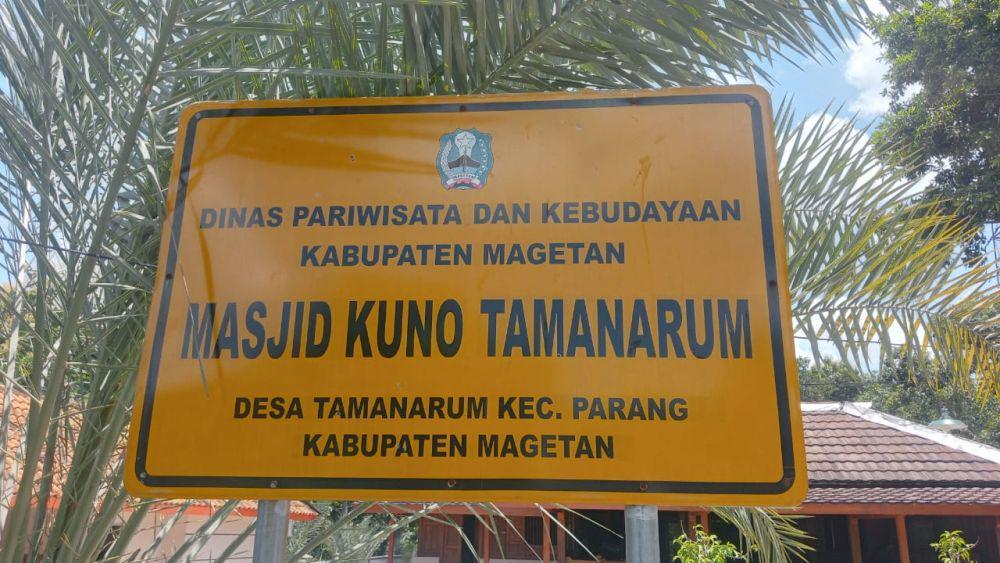 DINAS PARIWISATA DAN KEBUDAYAAN
KABUPATEN MAGETAN
MASJID KUNO TAMANARUM
DESA TAMANARUM KEC. PARANG
KABUPATEN MAGETAN